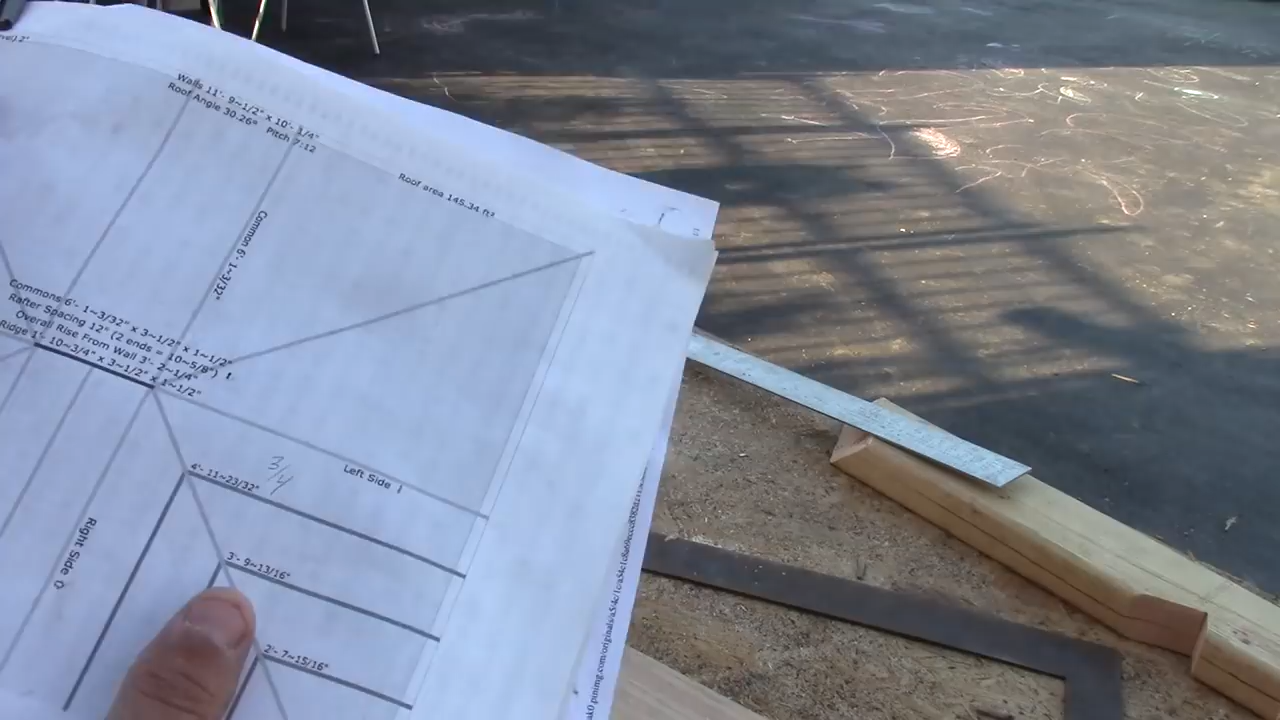 Walls 11'- 9~1/2" x 10'- 1/4"
Roof Angle 30.26° Pitch 7:12
Roof area 145.34 ft²
Common 6'- 1~3/32"
Commons 6'- 1~3/32" x 3~1/2" x 1~1/2"
Rafter Spacing 12" (2 ends = 10~5/8")
Overall Rise From Wall 3'- 2~1/4"
Ridge 1'- 10~3/4" x 3~1/2" x 1~1/2"
3/4
Left Side
4'- 11~23/32"
Right Side
3'- 9~13/16"
2'- 7~15/16"